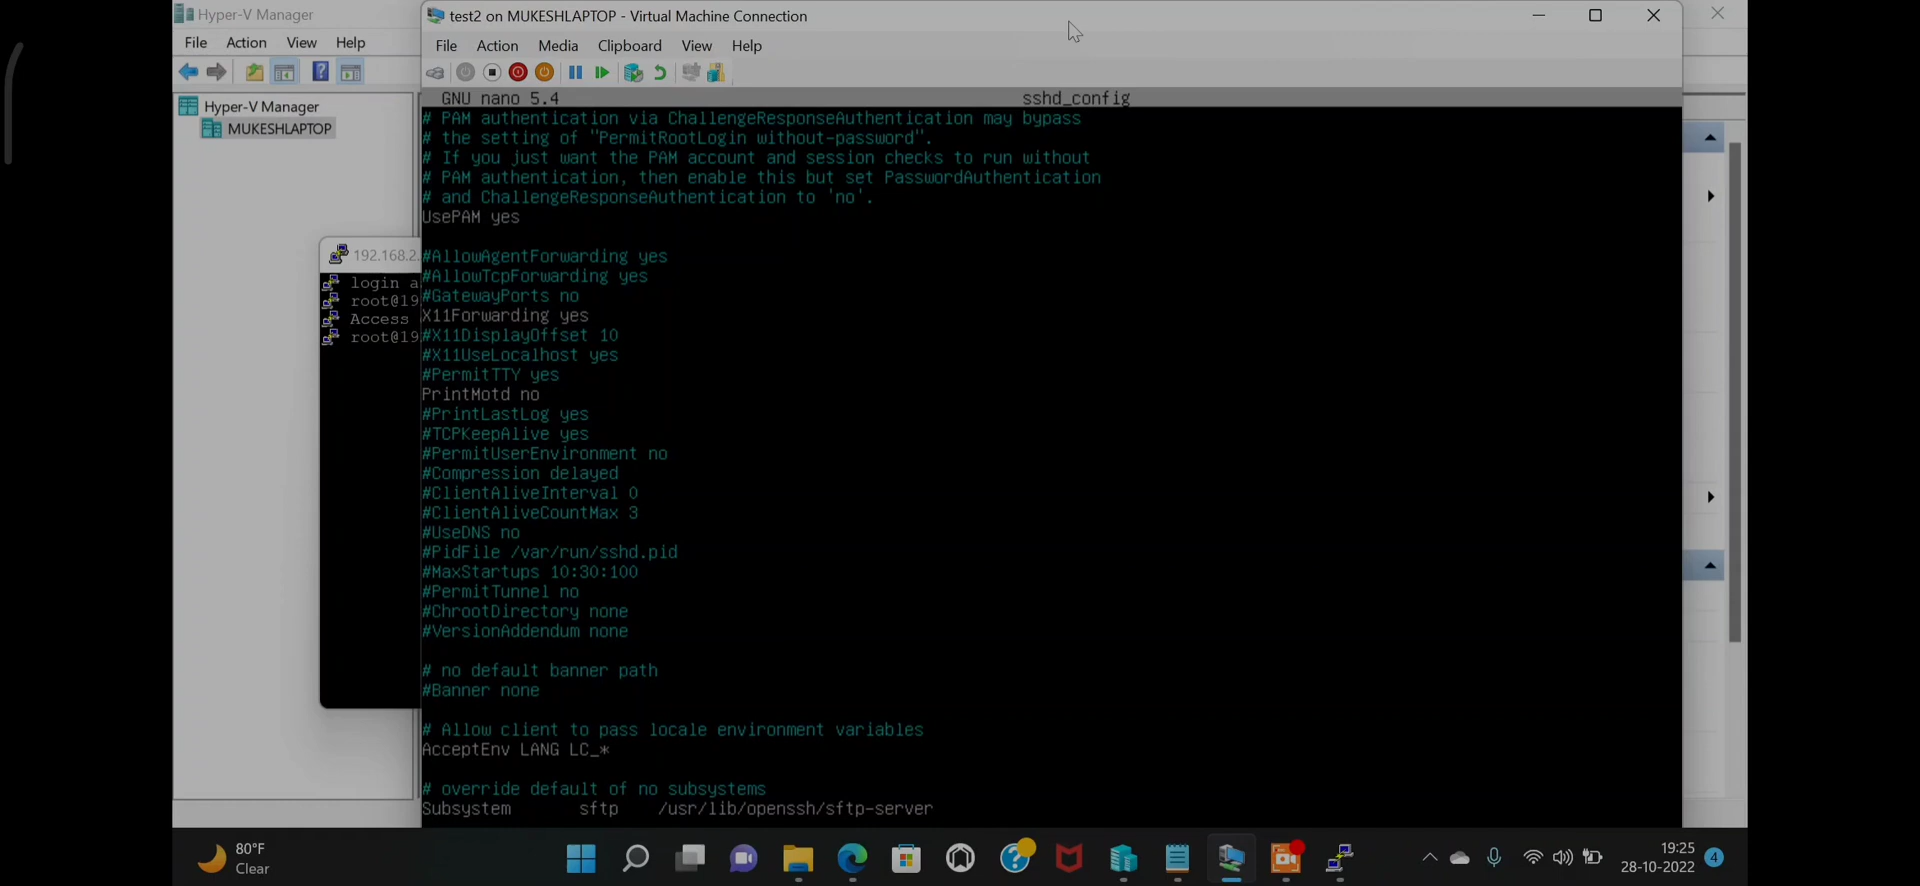 Hyper-V Manager
File Action View Help
Hyper-V Manager
MUKESHLAPTOP
test2 on MUKESHLAPTOP - Virtual Machine Connection
File Action Media Clipboard View Help
192.168.2.
login a
root@19
Access
root@19
GNU nano 5.4 sshd_config
# PAM authentication via ChallengeResponseAuthentication may bypass
# the setting of "PermitRootLogin without-password".
# If you just want the PAM account and session checks to run without
# PAM authentication, then enable this but set PasswordAuthentication
# and ChallengeResponseAuthentication to 'no'.
UsePAM yes
#AllowAgentForwarding yes
#AllowTcpForwarding yes
#GatewayPorts no
X11Forwarding yes
#X11DisplayOffset 10
#X11UseLocalhost yes
#PermitTTY yes
PrintMotd no
#PrintLastLog yes
#TCPKeepAlive yes
#PermitUserEnvironment no
#Compression delayed
#ClientAliveInterval 0
#ClientAliveCountMax 3
#UseDNS no
#PidFile /var/run/sshd.pid
#MaxStartups 10:30:100
#PermitTunnel no
#ChrootDirectory none
#VersionAddendum none
# no default banner path
#Banner none
# Allow client to pass locale environment variables
AcceptEnv LANG LC_*
# override default of no subsystems
Subsystem sftp /usr/lib/openssh/sftp-server
80°F
Clear
19:25
28-10-2022
4